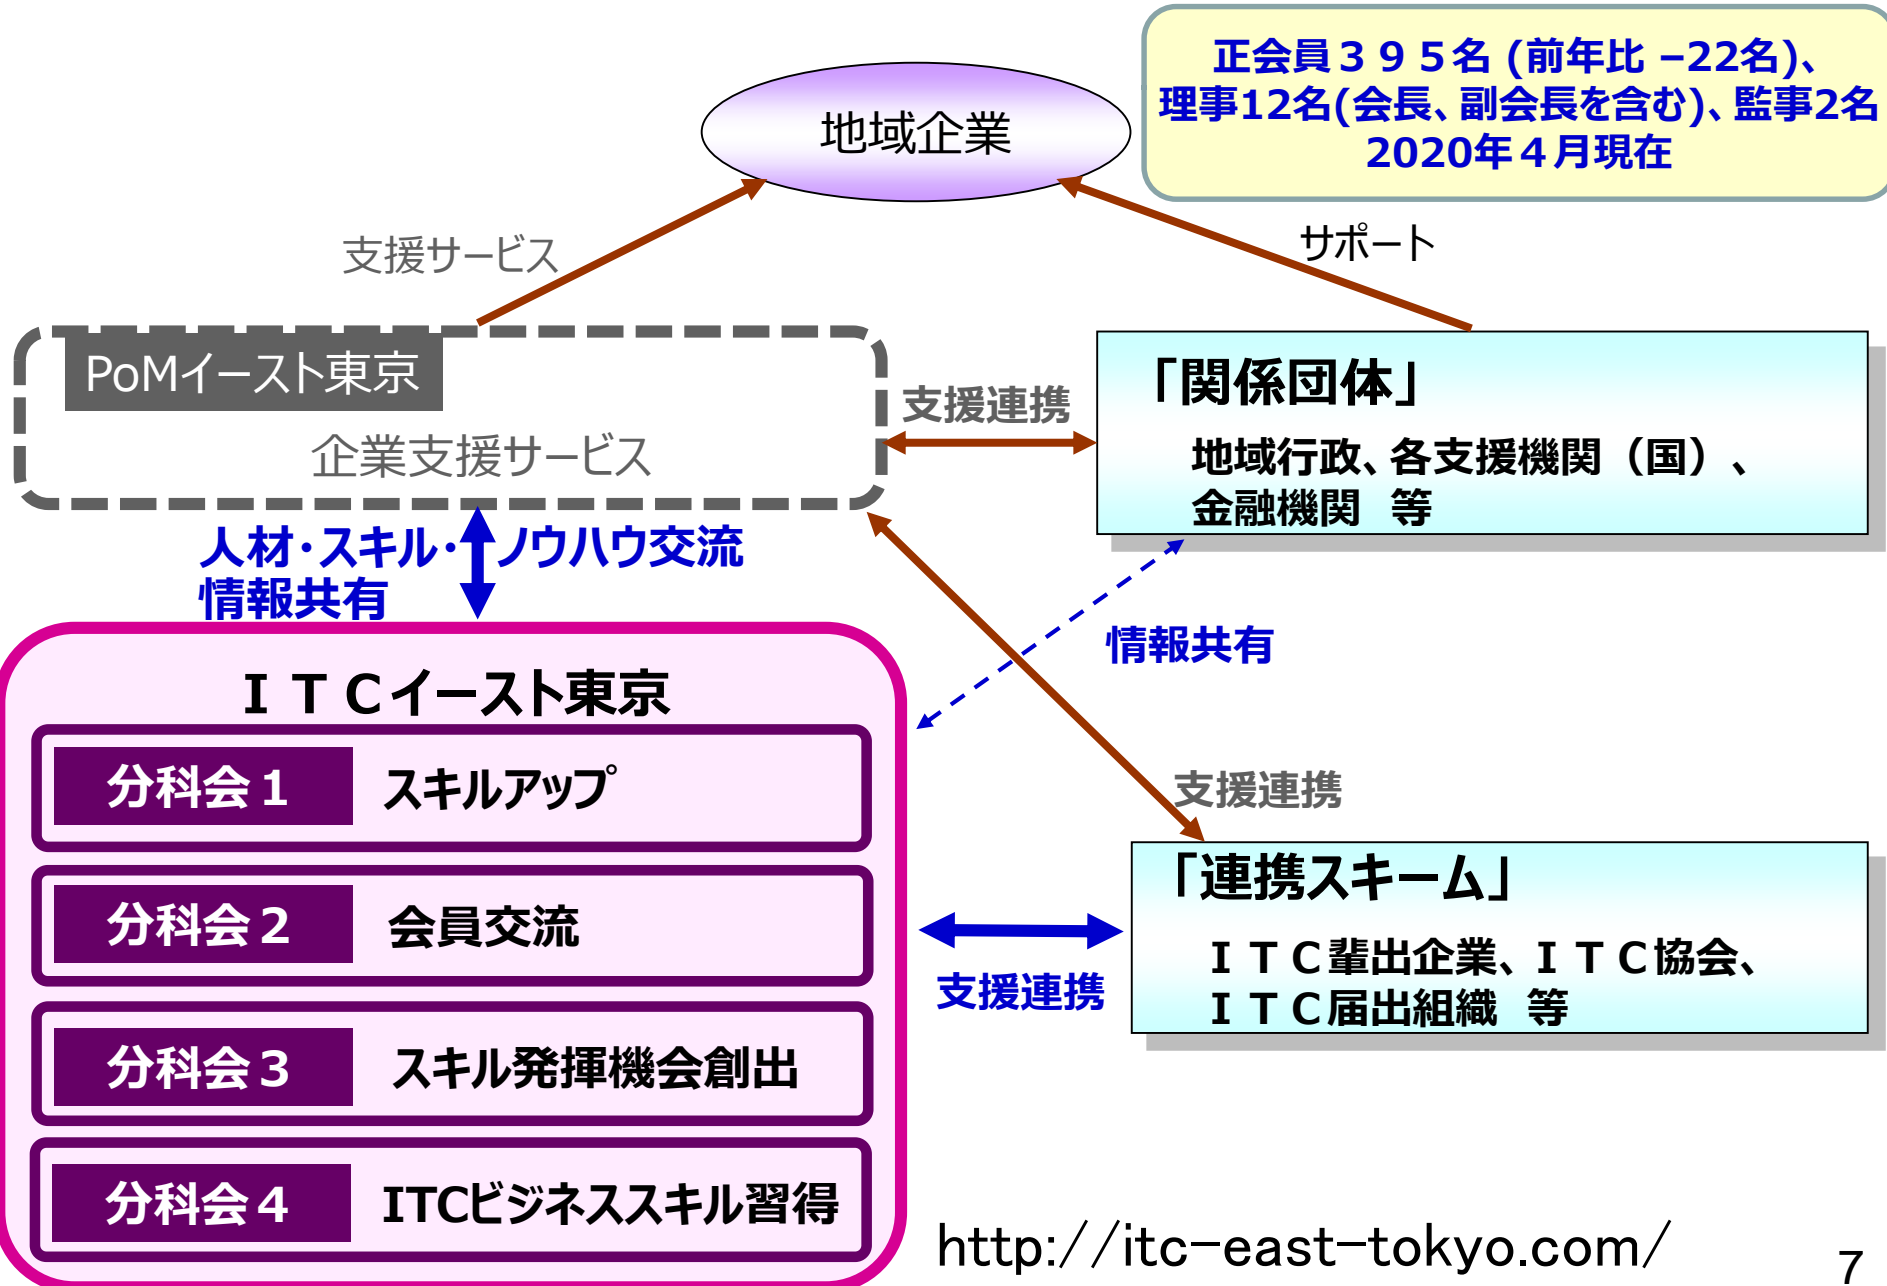 正会員３９５名 (前年比 −22名)、
理事12名(会長、副会長を含む)、監事2名
2020年４月現在
地域企業
支援サービス
サポート
PoMイースト東京
企業支援サービス
支援連携
「関係団体」
地域行政、各支援機関（国）、
金融機関　等
人材・スキル・ノウハウ交流
情報共有
情報共有
ＩＴＣイースト東京
分科会１　スキルアップ
支援連携
分科会２　会員交流
支援連携
「連携スキーム」
ＩＴＣ輩出企業、ＩＴＣ協会、
ＩＴＣ届出組織　等
分科会３　スキル発揮機会創出
分科会４　ITCビジネススキル習得
http://itc−east−tokyo.com/
7